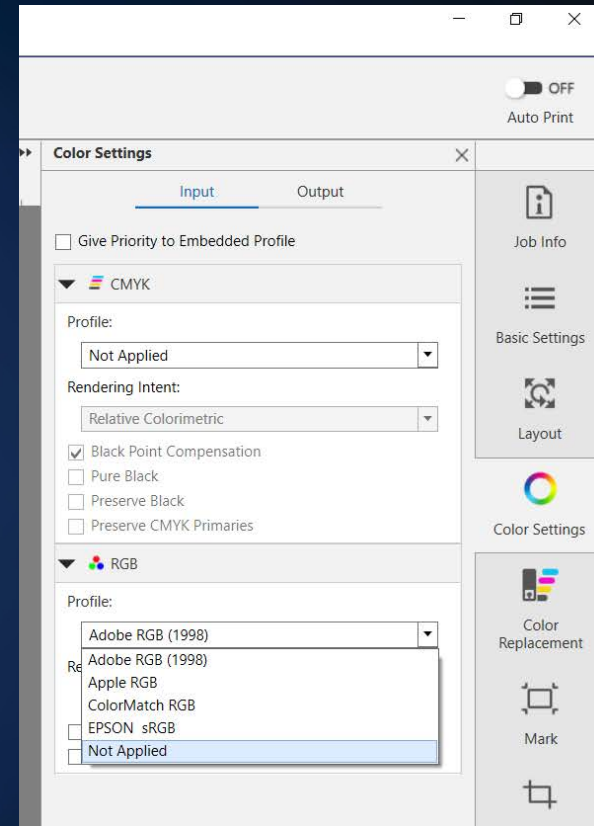 OFF
Auto Print
Color Settings
Input Output
Give Priority to Embedded Profile
CMYK
Profile:
Not Applied
Rendering Intent:
Relative Colorimetric
Black Point Compensation
Pure Black
Preserve Black
Preserve CMYK Primaries
RGB
Profile:
Adobe RGB (1998)
Adobe RGB (1998)
Apple RGB
ColorMatch RGB
EPSON sRGB
Not Applied
Job Info
Basic Settings
Layout
Color Settings
Color
Replacement
Mark